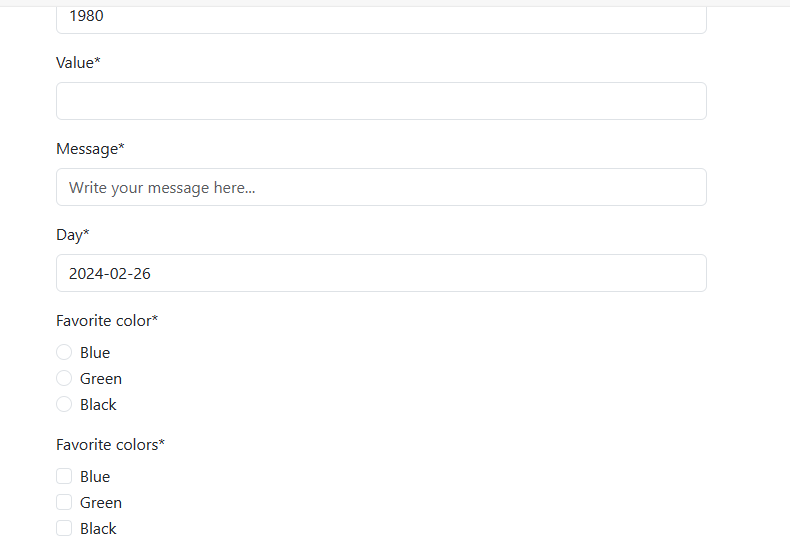 1980
Value*
Message*
Write your message here...
Day*
2024-02-26
Favorite color*
Blue
Green
Black
Favorite colors*
Blue
Green
Black